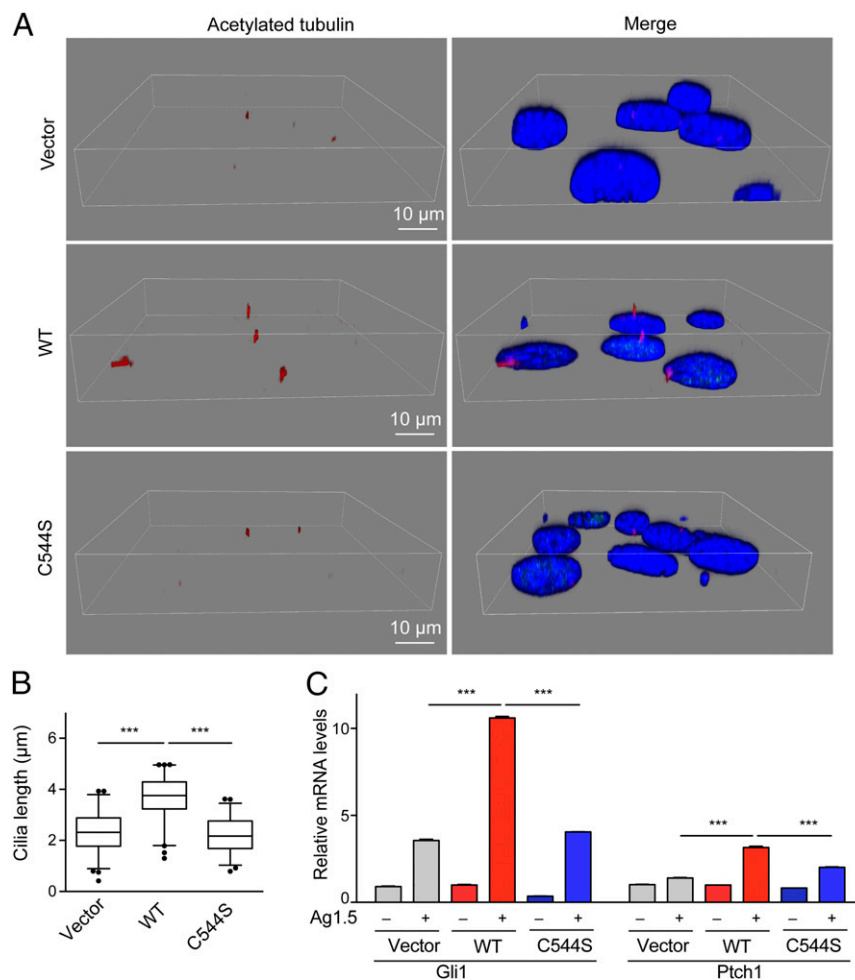 A
Acetylated tubulin
Merge
Vector
10 µm
WT
10 µm
C544S
10 µm
B
Cilia length (µm)
6
4
2
0
*** ***
Vector
WT
C544S
C
Relative mRNA levels
10
5
0
*** ***
*** ***
Ag1.5 – + – + – + – + – + – +
Vector WT C544S Vector WT C544S
Gli1 Ptch1